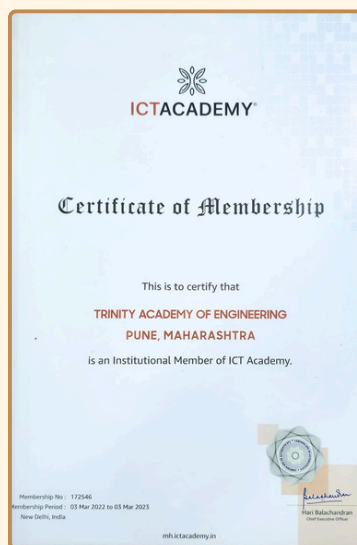 ICTACADEMY®
Certificate of Membership
This is to certify that
TRINITY ACADEMY OF ENGINEERING
PUNE, MAHARASHTRA
is an Institutional Member of ICT Academy.
Membership No : 172546
embership Period : 03 Mar 2022 to 03 Mar 2023
New Delhi, India
Balachandran
Hari Balachandran
Chief Executive Officer
mh.ictacademy.in